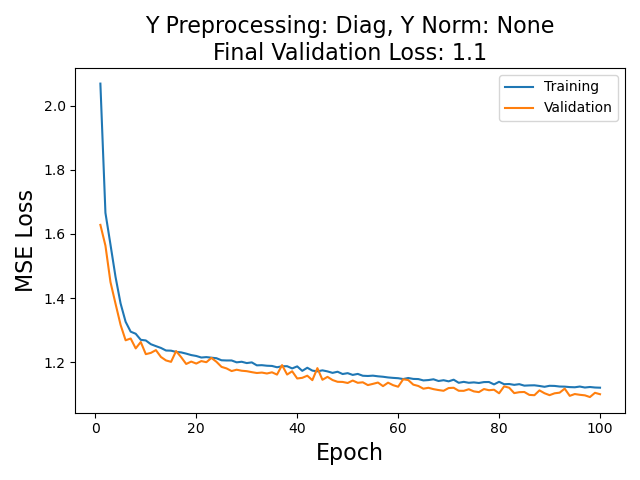 Y Preprocessing: Diag, Y Norm: None
Final Validation Loss: 1.1
Training
Validation
MSE Loss
2.0
1.8
1.6
1.4
1.2
0
20
40
60
80
100
Epoch